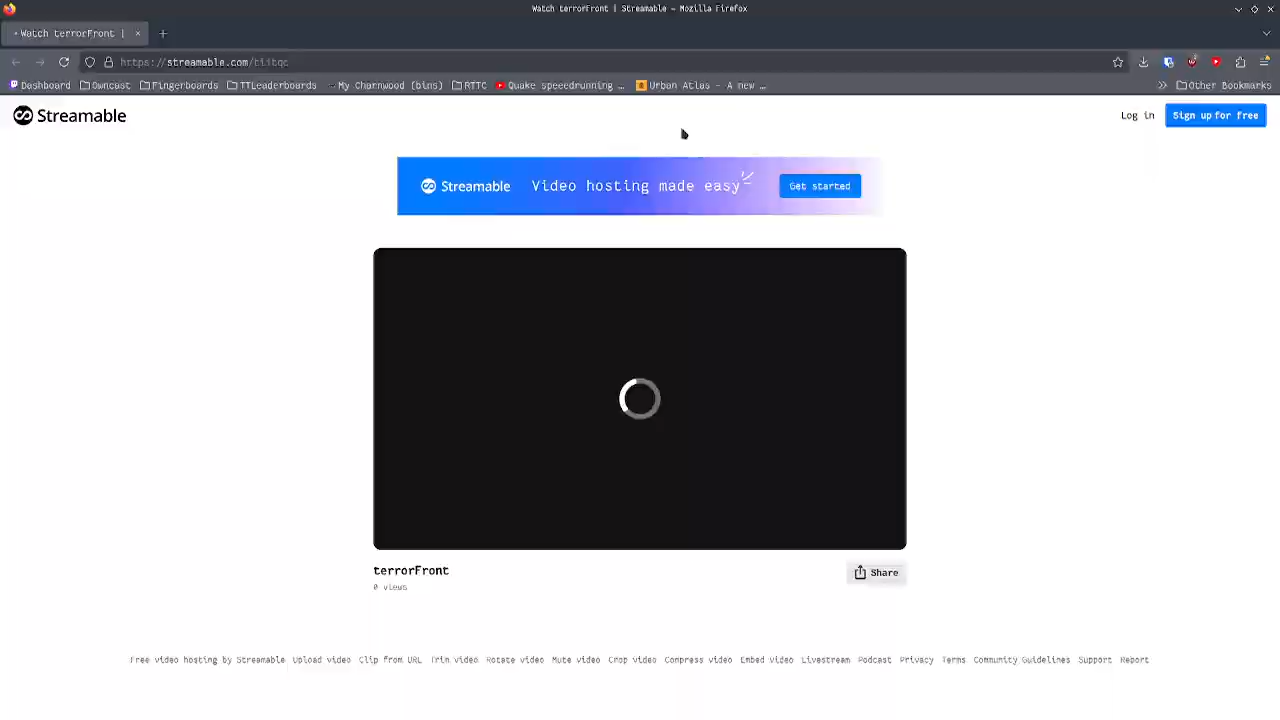 Watch terrorFront | Streamable — Mozilla Firefox
Watch terrorFront |
https://streamable.com/tiitqc
Dashboard Owncast Fingerboards TTLeaderboards My Charnwood (bins) RTTC Quake speedrunning … Urban Atlas - A new … Other Bookmarks
Streamable
Log in Sign up for free
Streamable Video hosting made easy Get started
terrorFront
Share
0 views
Free video hosting by Streamable Upload video Clip from URL Trim video Rotate video Mute video Crop video Compress video Embed video Livestream Podcast Privacy Terms Community Guidelines Support Report